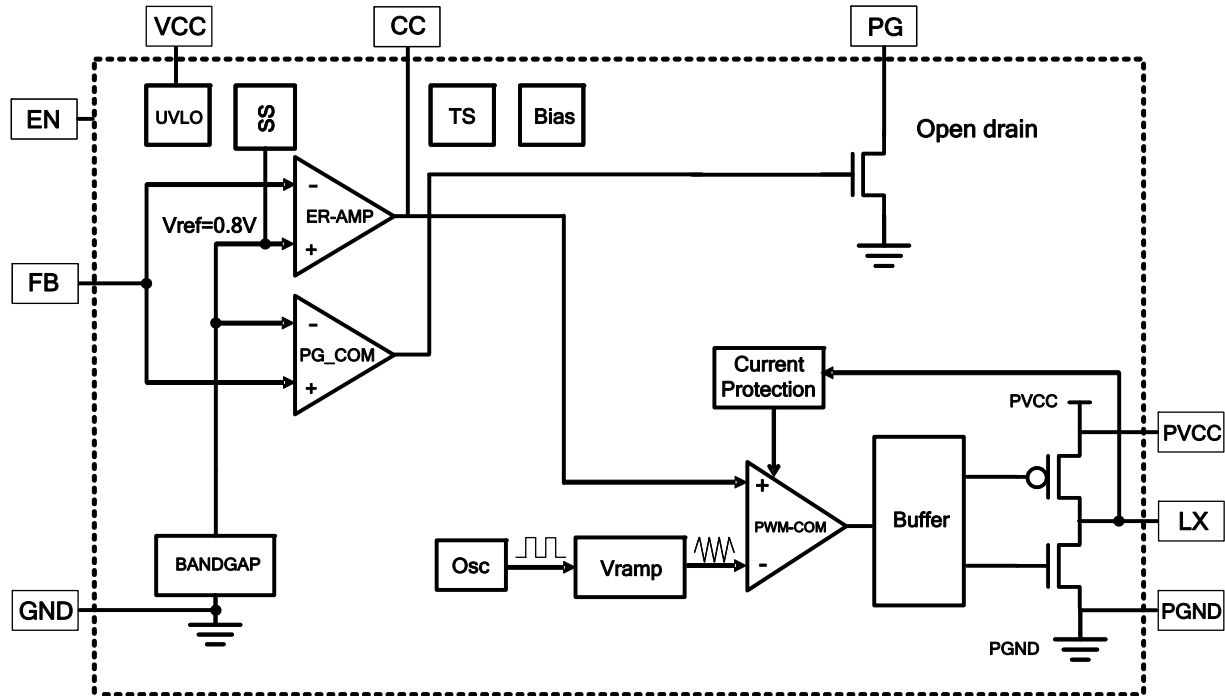 VCC
CC
PG
EN
UVLO
SS
TS
Bias
Open drain
-
ER-AMP
Vref=0.8V
+
FB
-
PG_COM
+
Current
Protection
PVCC
PVCC
+
PWM-COM
Buffer
LX
BANDGAP
Osc
Vramp
-
GND
PGND
PGND